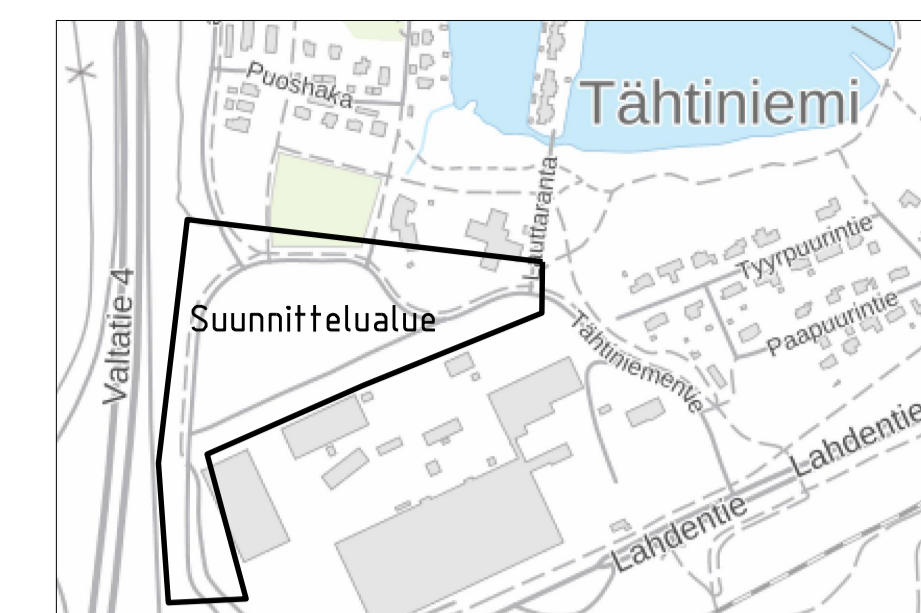 Puoshaka
Tähtiniemi
Lauttaranta
Tyyrpuurintie
Suunnittelualue
Valtatie 4
Paapuurintie
Tähtiniementie
Lahdentie
Lahdentie